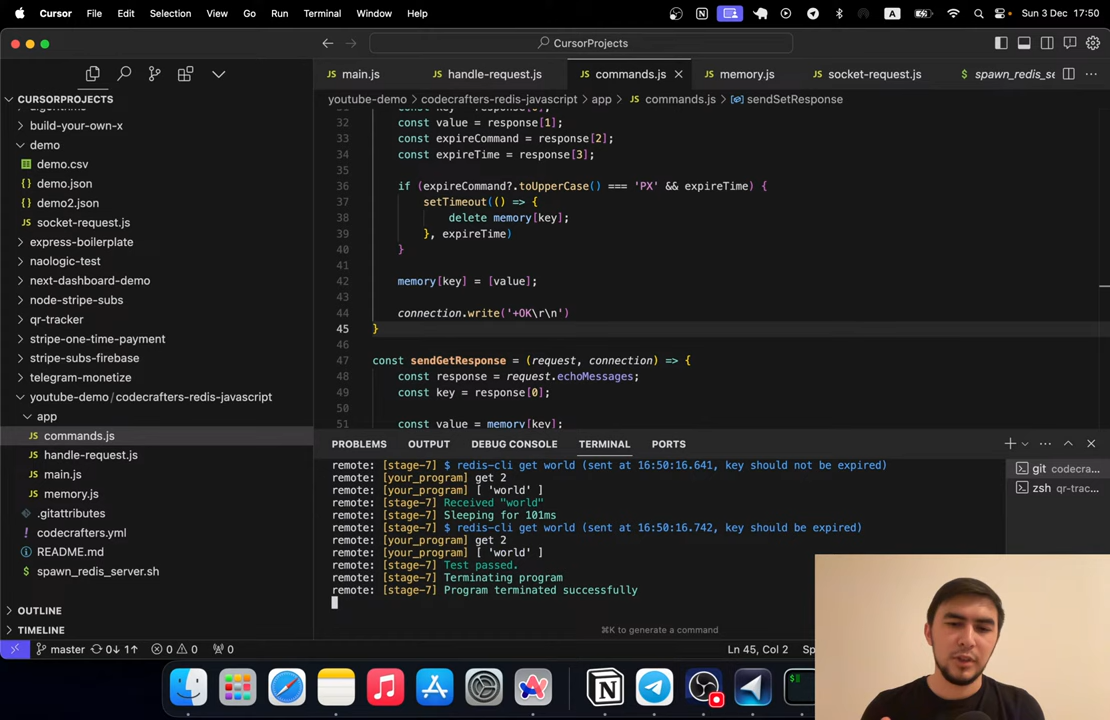 Cursor File Edit Selection View Go Run Terminal Window Help
A Sun 3 Dec 17:50
CursorProjects
main.js handle-request.js commands.js memory.js socket-request.js spawn_redis_se
CURSORPROJECTS
youtube-demo codecrafters-redis-javascript app commands.js sendSetResponse
build-your-own-x
demo
demo.csv
demo.json
demo2.json
socket-request.js
express-boilerplate
naologic-test
next-dashboard-demo
node-stripe-subs
qr-tracker
stripe-one-time-payment
stripe-subs-firebase
telegram-monetize
youtube-demo / codecrafters-redis-javascript
app
commands.js
handle-request.js
main.js
memory.js
.gitattributes
codecrafters.yml
README.md
spawn_redis_server.sh
OUTLINE
TIMELINE
32 const value = response[1];
33 const expireCommand = response[2];
34 const expireTime = response[3];
35
36 if (expireCommand?.toUpperCase() === 'PX' && expireTime) {
37 setTimeout(() => {
38 delete memory[key];
39 }, expireTime)
40 }
41
42 memory[key] = [value];
43
44 connection.write('+OK\r\n')
45 }
46
47 const sendGetResponse = (request, connection) => {
48 const response = request.echoMessages;
49 const key = response[0];
50
51 const value = memory[key];
PROBLEMS OUTPUT DEBUG CONSOLE TERMINAL PORTS
remote: [stage-7] $ redis-cli get world (sent at 16:50:16.641, key should not be expired)
remote: [your_program] get 2
remote: [your_program] [ 'world' ]
remote: [stage-7] Received "world"
remote: [stage-7] Sleeping for 101ms
remote: [stage-7] $ redis-cli get world (sent at 16:50:16.742, key should be expired)
remote: [your_program] get 2
remote: [your_program] [ 'world' ]
remote: [stage-7] Test passed.
remote: [stage-7] Terminating program
remote: [stage-7] Program terminated successfully
git codecra...
zsh qr-trac...
⌘K to generate a command
master 0↓ 1↑ 0 0 0
Ln 45, Col 2